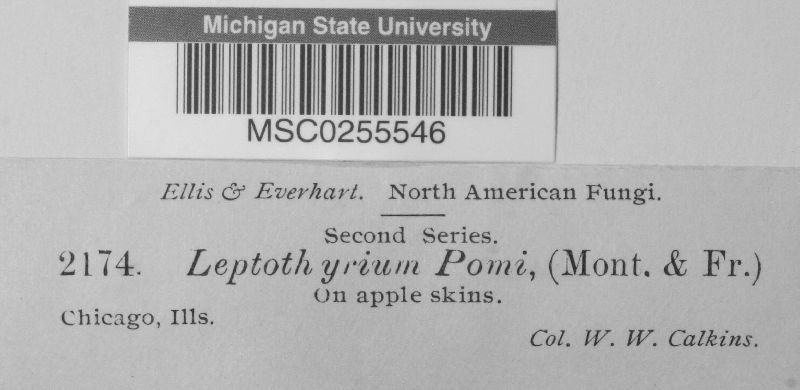 Michigan State University
MSC0255546
Ellis & Everhart. North American Fungi.
Second Series.
2174. Leptothyrium Pomi, (Mont. & Fr.)
On apple skins.
Chicago, Ills.
Col. W. W. Calkins.